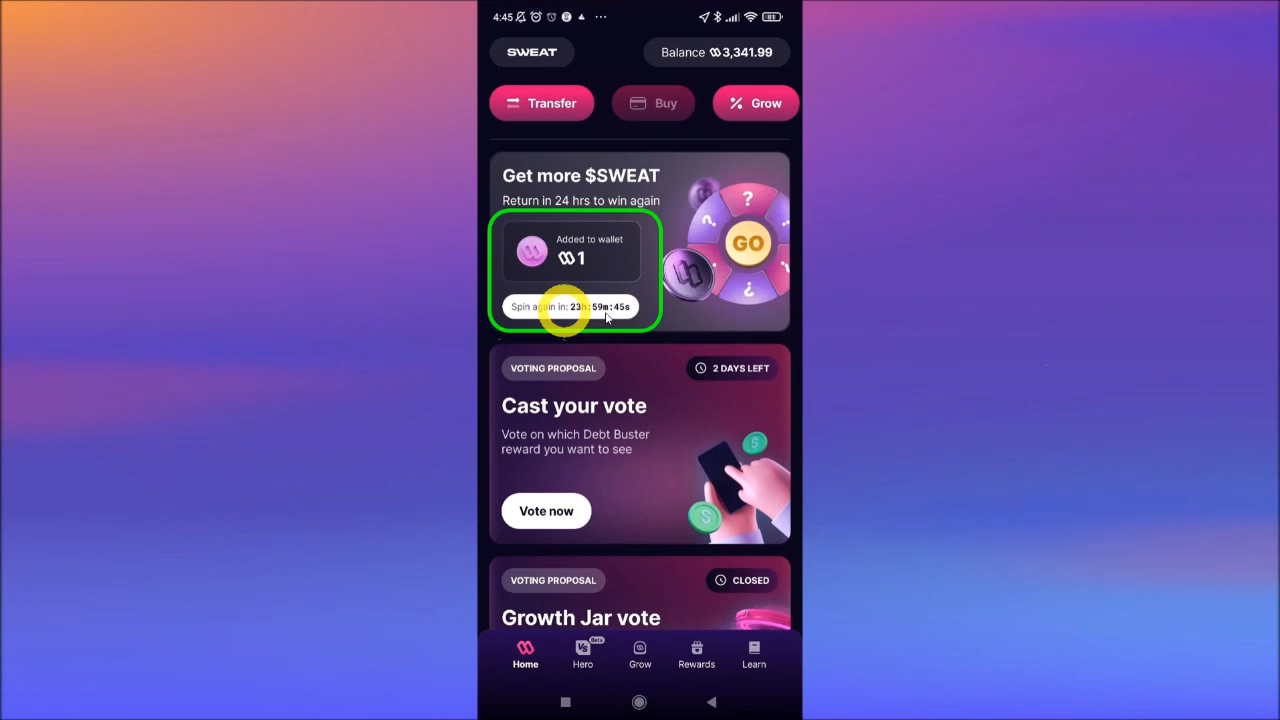 4:45
81
SWEAT
Balance 3,341.99
Transfer
Buy
Grow
Get more $SWEAT
Return in 24 hrs to win again
Added to wallet
1
Spin again in: 23h:59m:45s
?
?
?
?
GO
VOTING PROPOSAL
2 DAYS LEFT
Cast your vote
Vote on which Debt Buster
reward you want to see
$
$
Vote now
VOTING PROPOSAL
CLOSED
Growth Jar vote
VS
Beta
Home
Hero
Grow
Rewards
Learn